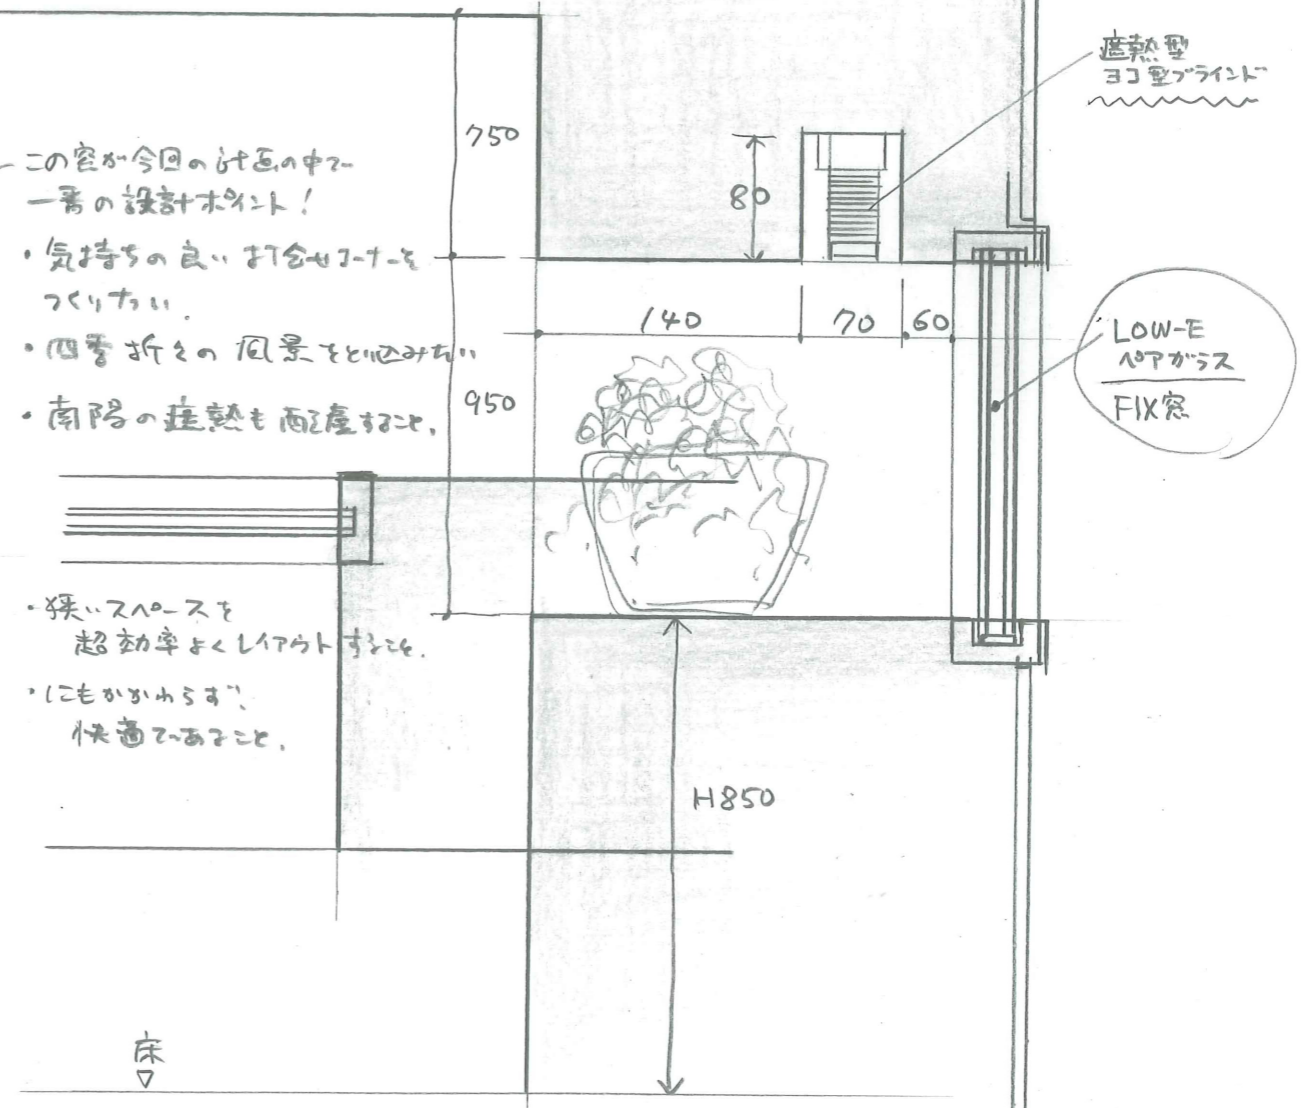 遮熱型
ヨコ型ブラインド
この窓が今回の計画の中で
一番の設計ポイント!
・気持ちの良い打合せコーナーを
つくりたい.
・四季折々の風景をとり込みたい
・南陽の遮熱も配慮すること.
750
80
140
70
60
950
LOW-E
ペアガラス
FIX窓
・狭いスペースを
超効率よくレイアウトすること.
・にもかかわらず!
快適であること.
H850
床